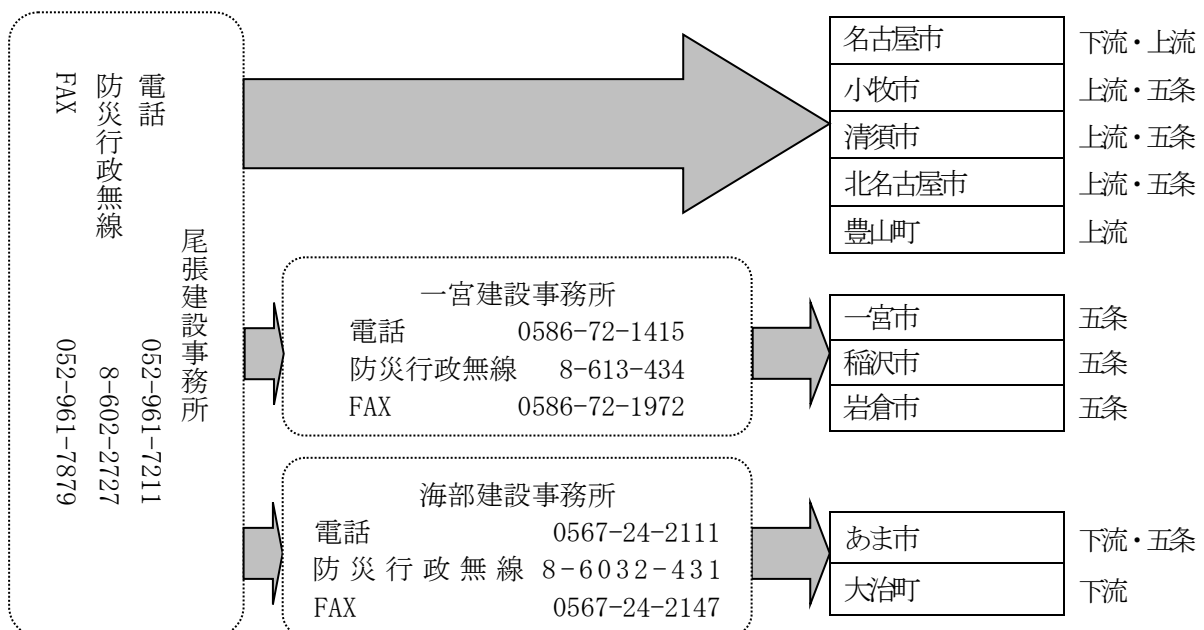 尾張建設事務所
電話 052-961-7211
防災行政無線 8-602-2727
FAX 052-961-7879
名古屋市 下流・上流
小牧市 上流・五条
清須市 上流・五条
北名古屋市 上流・五条
豊山町 上流
一宮建設事務所
電話 0586-72-1415
防災行政無線 8-613-434
FAX 0586-72-1972
一宮市 五条
稲沢市 五条
岩倉市 五条
海部建設事務所
電話 0567-24-2111
防災行政無線 8-6032-431
FAX 0567-24-2147
あま市 下流・五条
大治町 下流